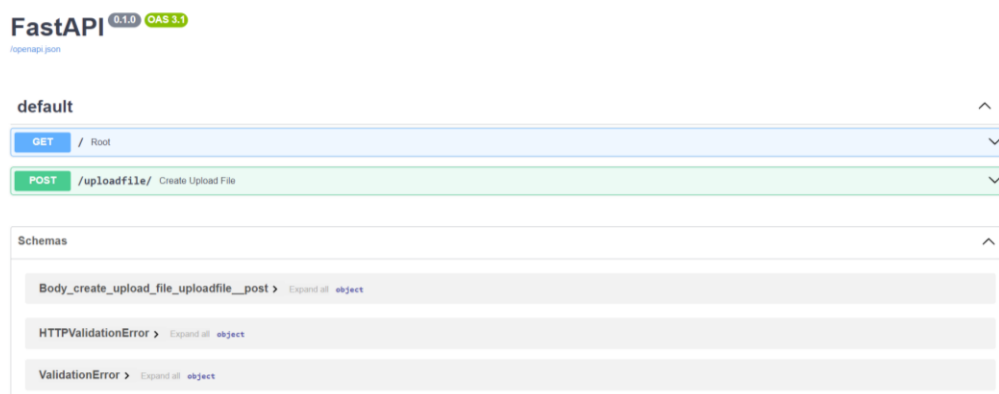 FastAPI 0.1.0 OAS 3.1
/openapi.json
default
GET / Root
POST /uploadfile/ Create Upload File
Schemas
Body_create_upload_file_uploadfile__post Expand all object
HTTPValidationError Expand all object
ValidationError Expand all object